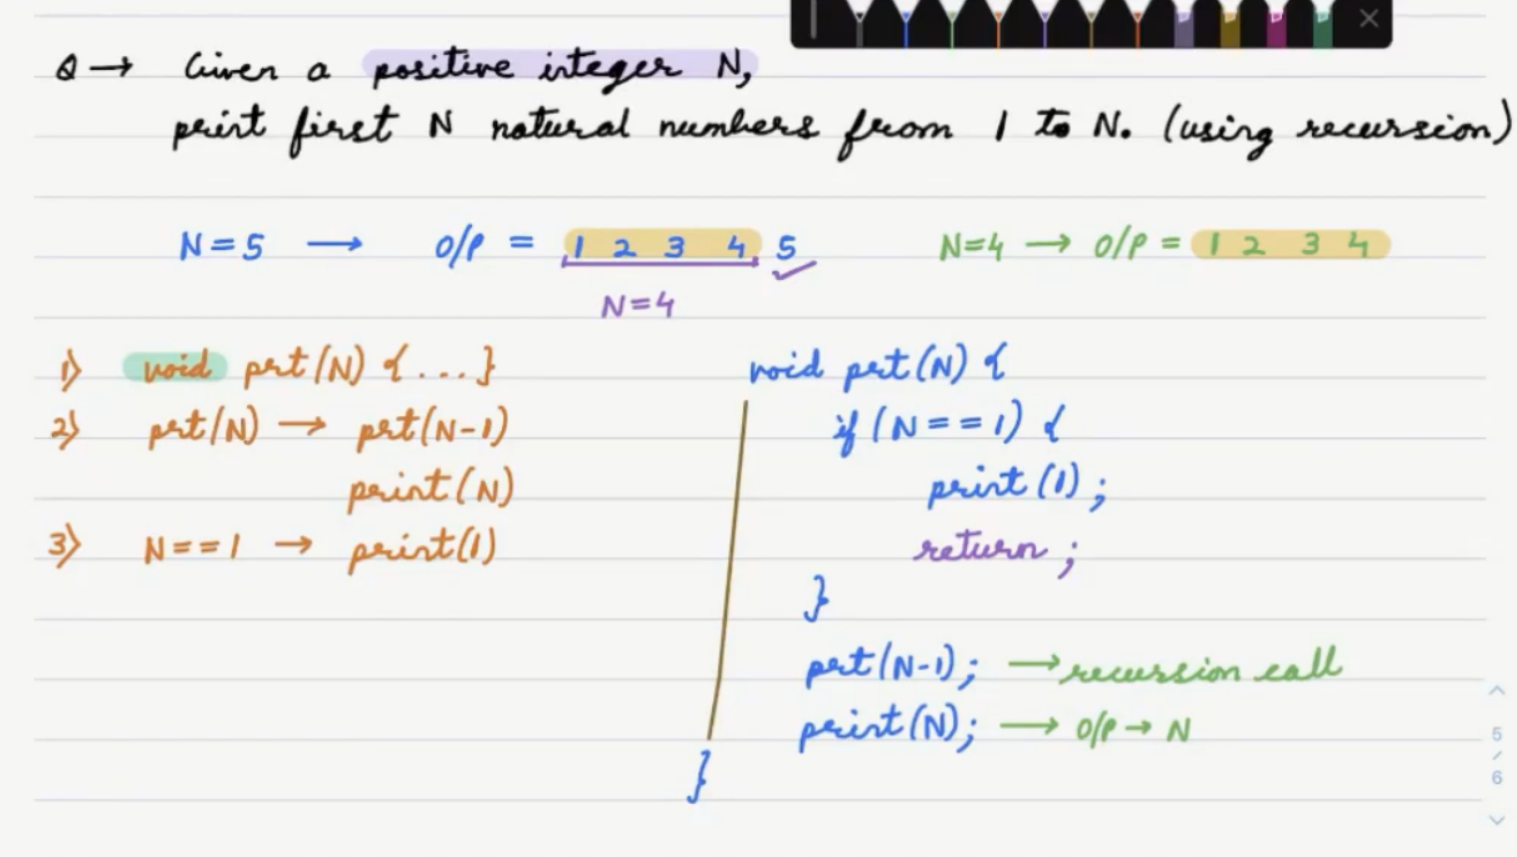 Q → Given a positive integer N,
print first N natural numbers from 1 to N. (using recursion)
N = 5 → O/P = 1 2 3 4 5
N=4 → O/P = 1 2 3 4
N=4
1) void prt(N) { ... }
2) prt(N) → prt(N-1)
print(N)
3) N==1 → print(1)
void prt(N) {
if (N == 1) {
print(1);
return;
}
prt(N-1); → recursion call
print(N); → O/P → N
}
5
/
6